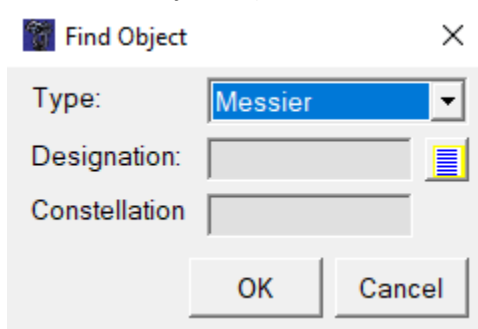 Find Object
Type: Messier
Designation:
Constellation
OK Cancel